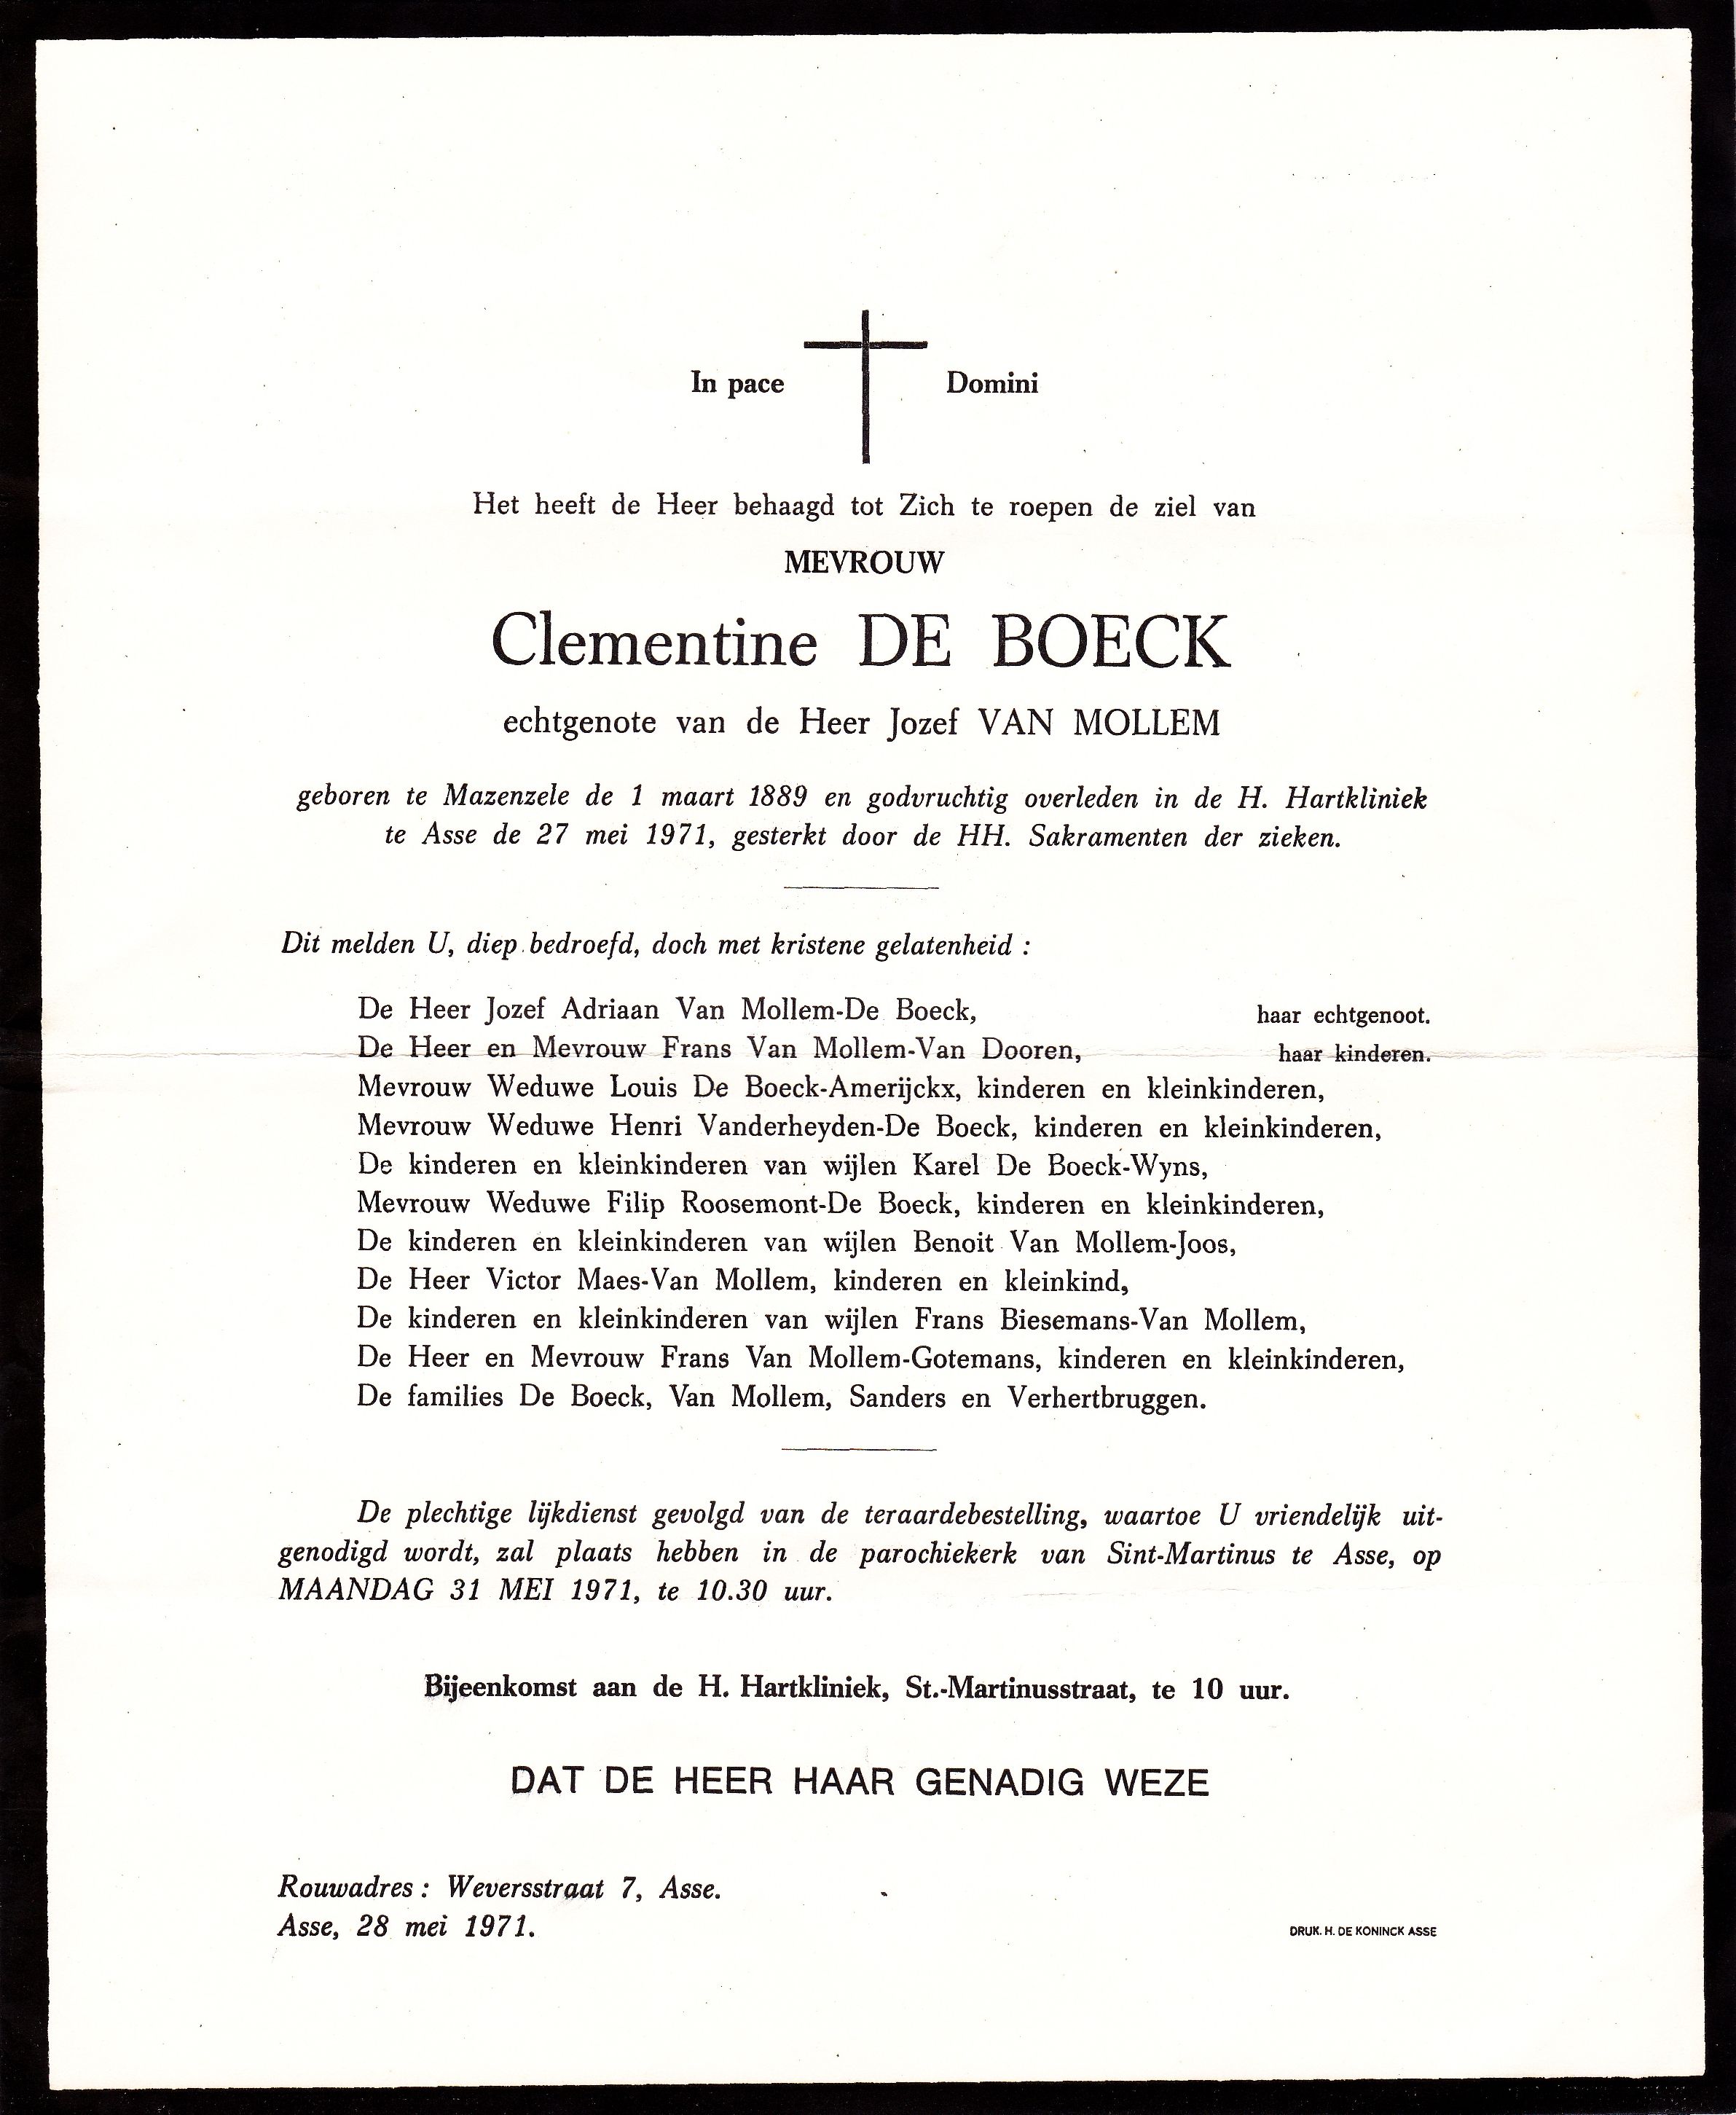 In pace Domini
Het heeft de Heer behaagd tot Zich te roepen de ziel van
MEVROUW
Clementine DE BOECK
echtgenote van de Heer Jozef VAN MOLLEM
geboren te Mazenzele de 1 maart 1889 en godvruchtig overleden in de H. Hartkliniek
te Asse de 27 mei 1971, gesterkt door de HH. Sakramenten der zieken.
Dit melden U, diep bedroefd, doch met kristene gelatenheid :
De Heer Jozef Adriaan Van Mollem-De Boeck, haar echtgenoot.
De Heer en Mevrouw Frans Van Mollem-Van Dooren, haar kinderen.
Mevrouw Weduwe Louis De Boeck-Amerijckx, kinderen en kleinkinderen,
Mevrouw Weduwe Henri Vanderheyden-De Boeck, kinderen en kleinkinderen,
De kinderen en kleinkinderen van wijlen Karel De Boeck-Wyns,
Mevrouw Weduwe Filip Roosemont-De Boeck, kinderen en kleinkinderen,
De kinderen en kleinkinderen van wijlen Benoit Van Mollem-Joos,
De Heer Victor Maes-Van Mollem, kinderen en kleinkind,
De kinderen en kleinkinderen van wijlen Frans Biesemans-Van Mollem,
De Heer en Mevrouw Frans Van Mollem-Gotemans, kinderen en kleinkinderen,
De families De Boeck, Van Mollem, Sanders en Verhertbruggen.
De plechtige lijkdienst gevolgd van de teraardebestelling, waartoe U vriendelijk uit-
genodigd wordt, zal plaats hebben in de parochiekerk van Sint-Martinus te Asse, op
MAANDAG 31 MEI 1971, te 10.30 uur.
Bijeenkomst aan de H. Hartkliniek, St.-Martinusstraat, te 10 uur.
DAT DE HEER HAAR GENADIG WEZE
Rouwadres : Weversstraat 7, Asse.
Asse, 28 mei 1971.
DRUK. H. DE KONINCK ASSE